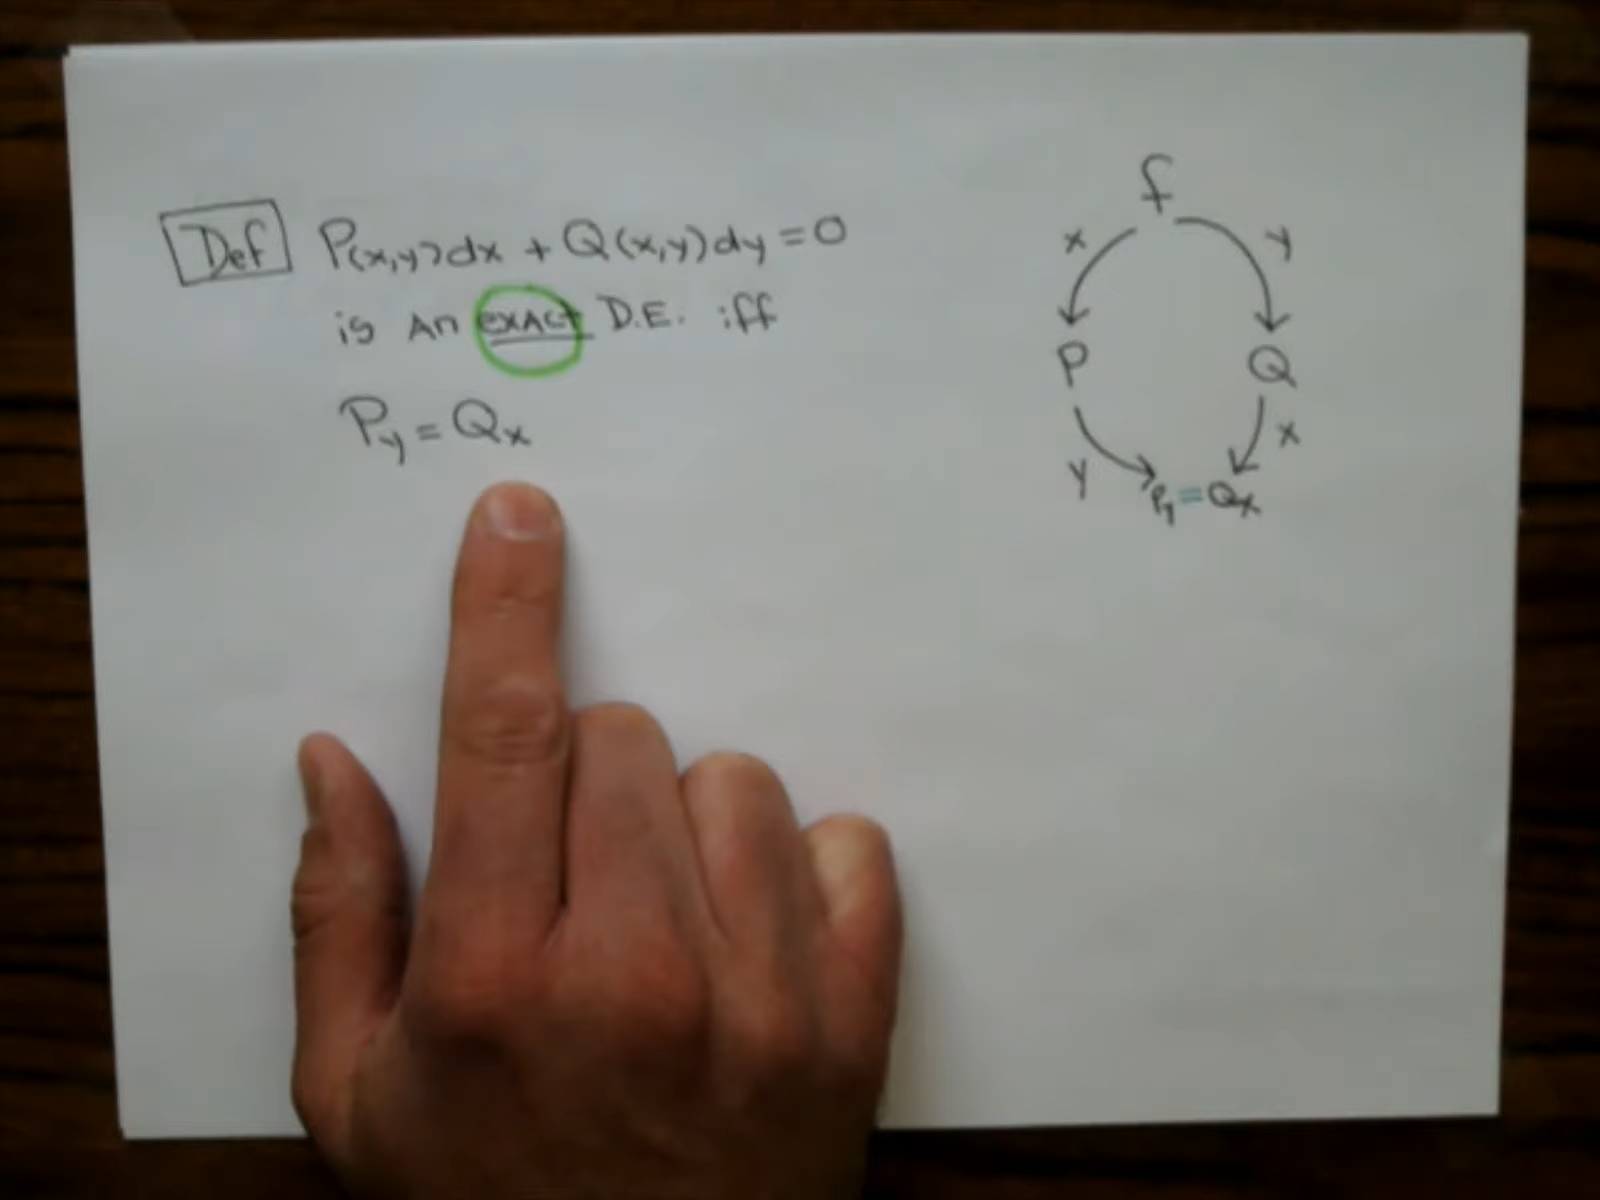 Def P(x,y)dx + Q(x,y)dy = 0
is An exAct D.E. iff
Py = Qx
f
x y
P Q
y x
Py = Qx